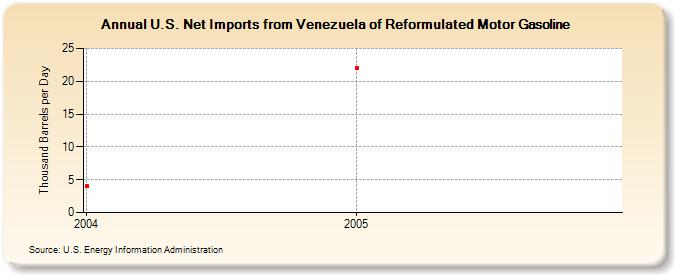 Annual U.S. Net Imports from Venezuela of Reformulated Motor Gasoline
Thousand Barrels per Day
25
20
15
10
5
0
2004 2005
Source: U.S. Energy Information Administration